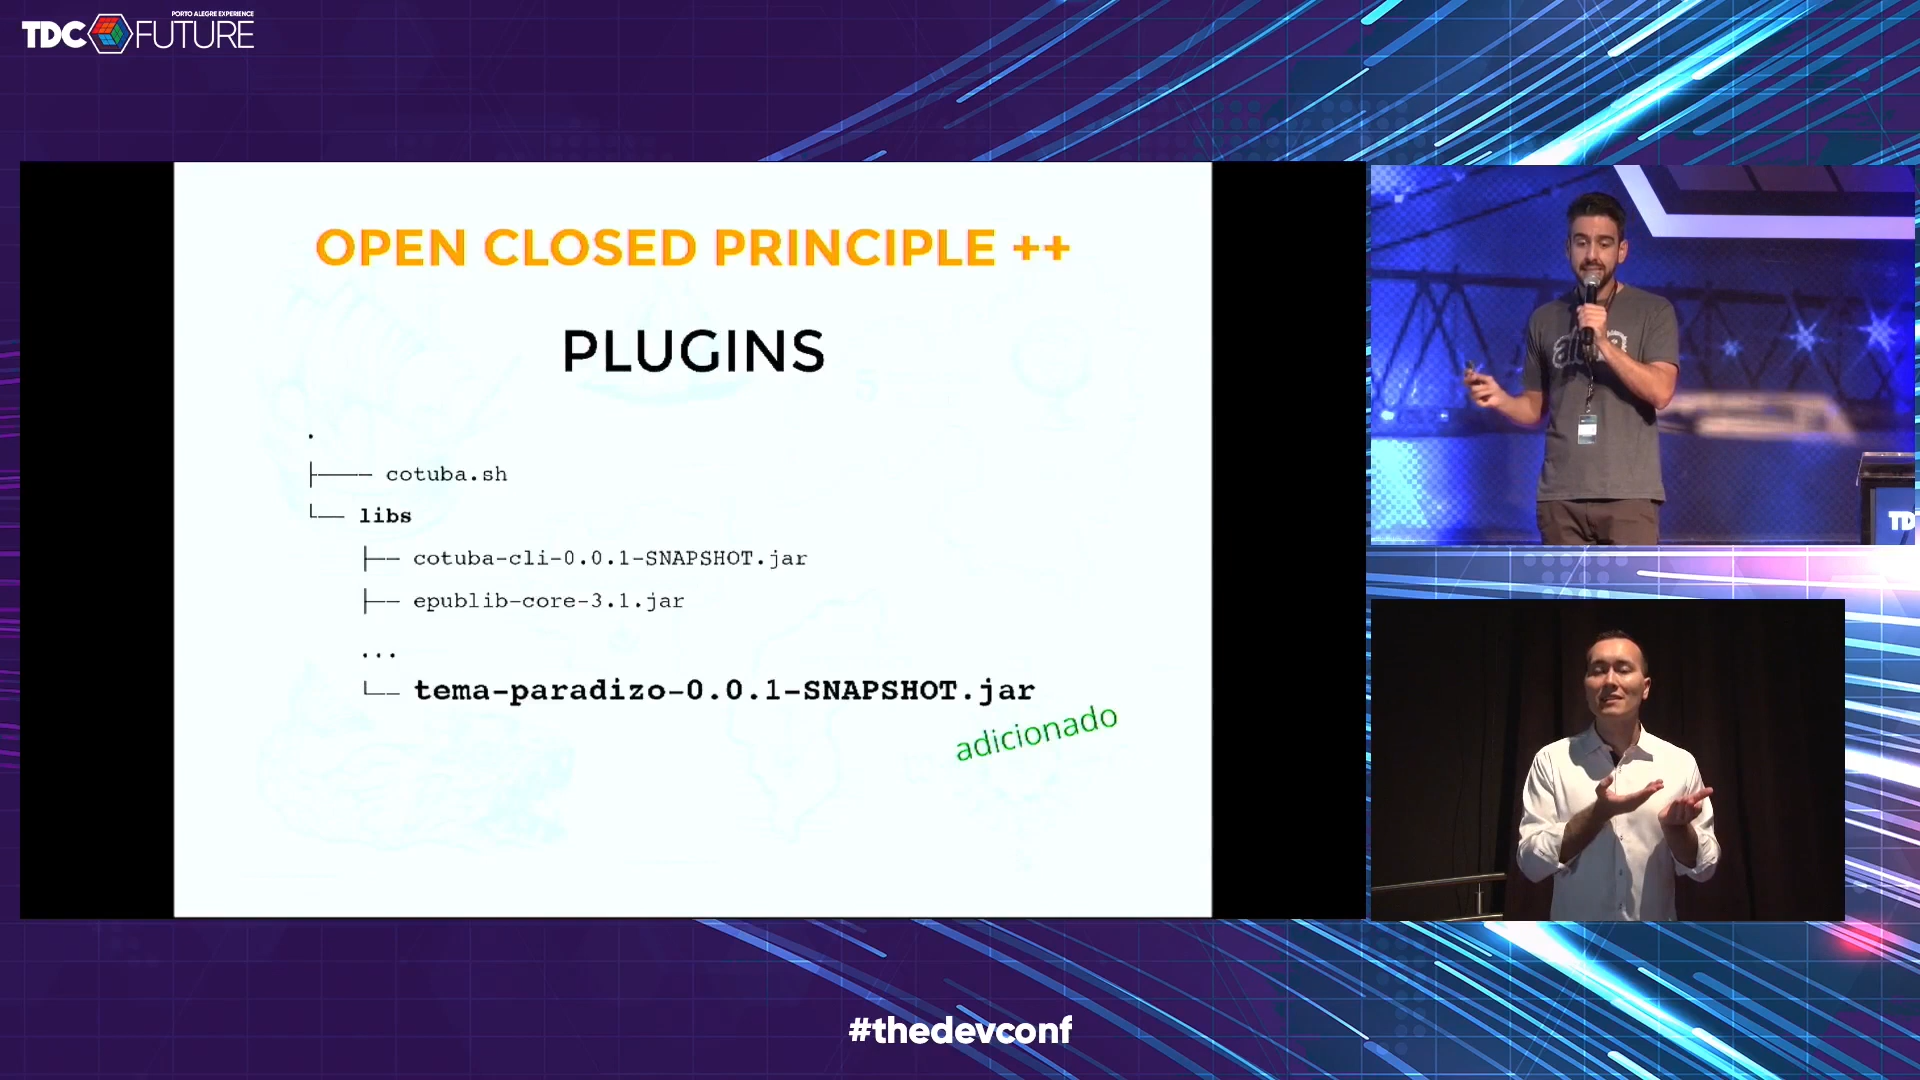 PORTO ALEGRE EXPERIENCE
TDC FUTURE
OPEN CLOSED PRINCIPLE ++
PLUGINS
.
├── cotuba.sh
└── libs
├── cotuba-cli-0.0.1-SNAPSHOT.jar
├── epublib-core-3.1.jar
...
└── tema-paradizo-0.0.1-SNAPSHOT.jar
adicionado
TD
#thedevconf